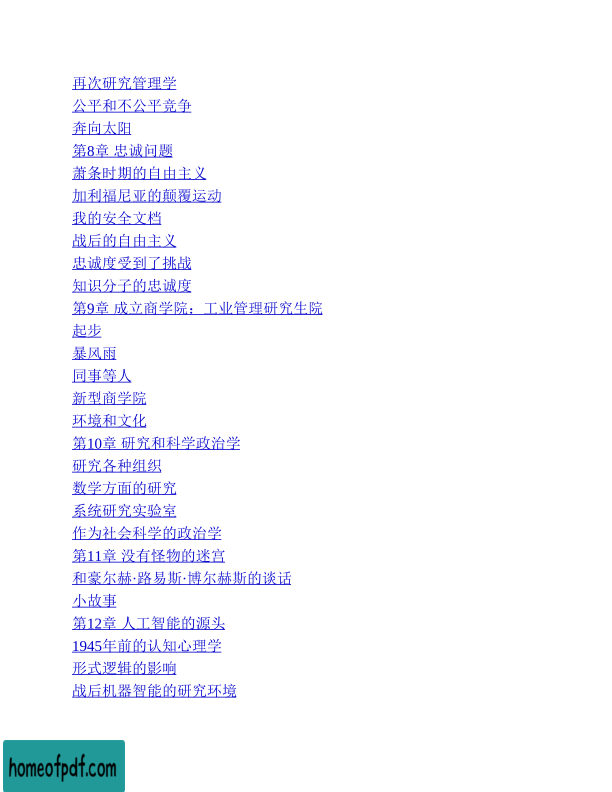 再次研究管理学
公平和不公平竞争
奔向太阳
第8章 忠诚问题
萧条时期的自由主义
加利福尼亚的颠覆运动
我的安全文档
战后的自由主义
忠诚度受到了挑战
知识分子的忠诚度
第9章 成立商学院：工业管理研究生院
起步
暴风雨
同事等人
新型商学院
环境和文化
第10章 研究和科学政治学
研究各种组织
数学方面的研究
系统研究实验室
作为社会科学的政治学
第11章 没有怪物的迷宫
和豪尔赫·路易斯·博尔赫斯的谈话
小故事
第12章 人工智能的源头
1945年前的认知心理学
形式逻辑的影响
战后机器智能的研究环境
homeofpdf.com